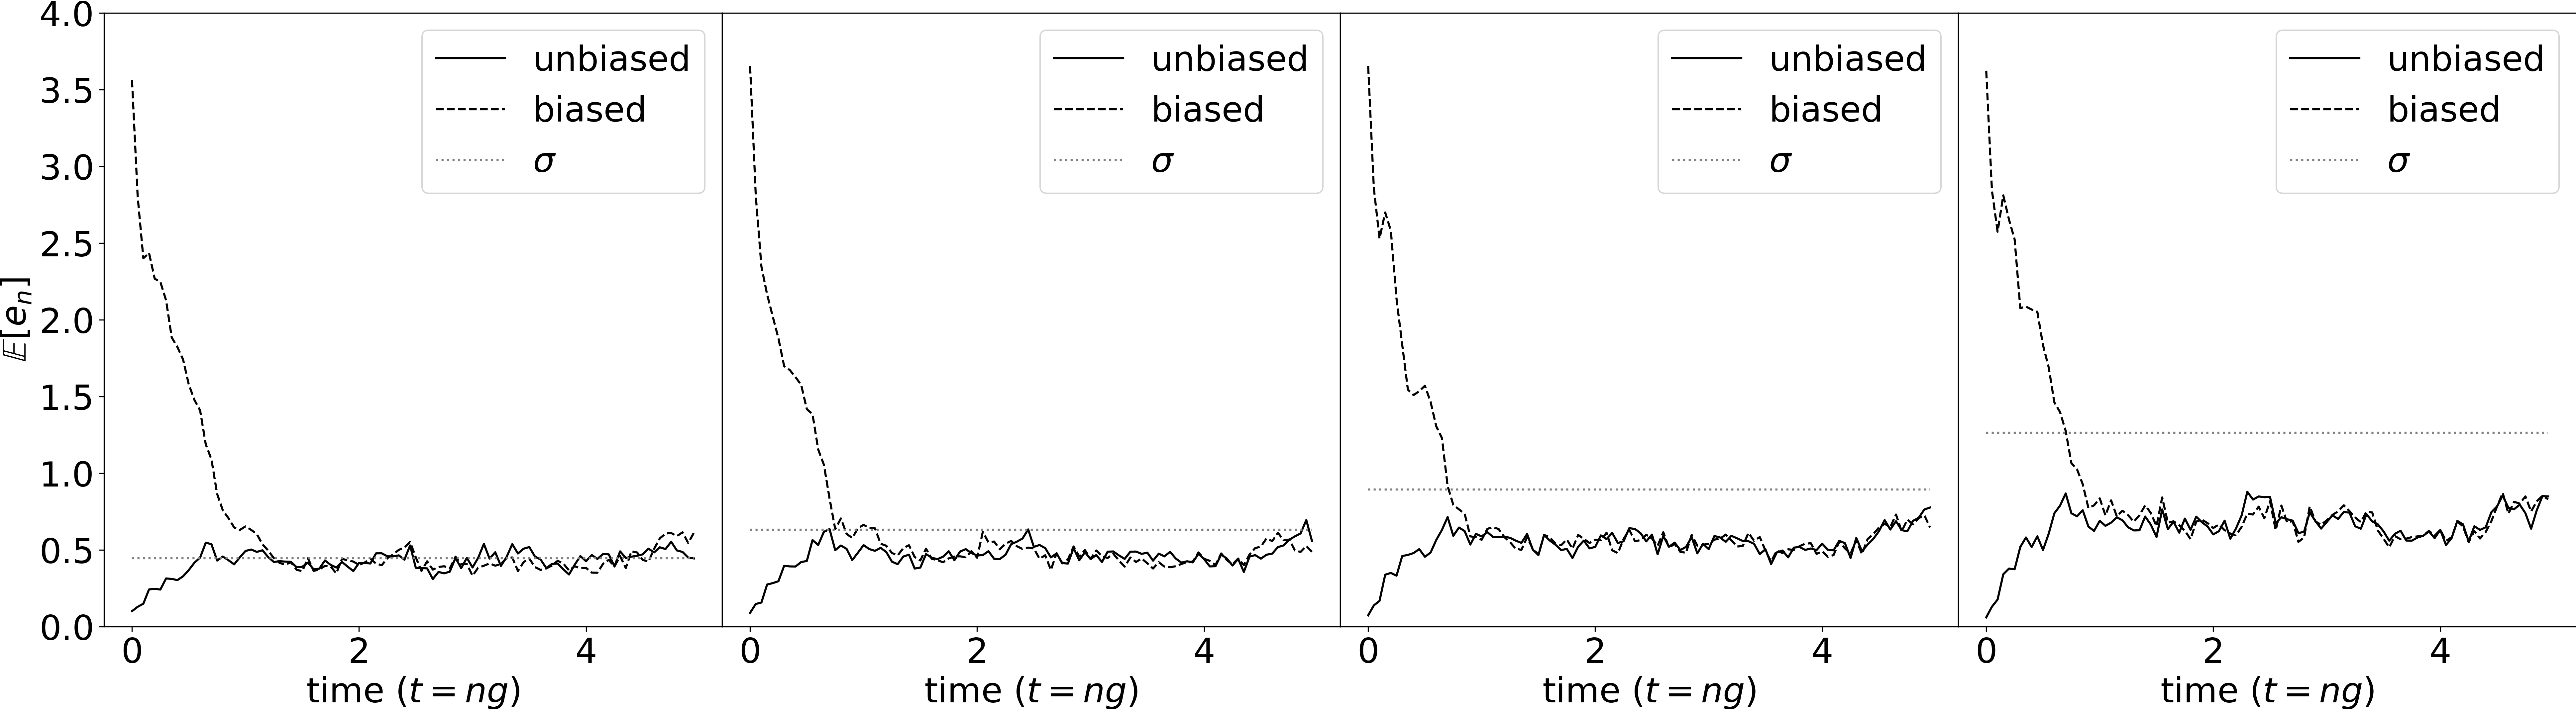 4.0
3.5
3.0
2.5
2.0
1.5
1.0
0.5
0.0
𝔼[eₙ]
unbiased
biased
σ
0 2 4
time (t = ng)
unbiased
biased
σ
0 2 4
time (t = ng)
unbiased
biased
σ
0 2 4
time (t = ng)
unbiased
biased
σ
0 2 4
time (t = ng)